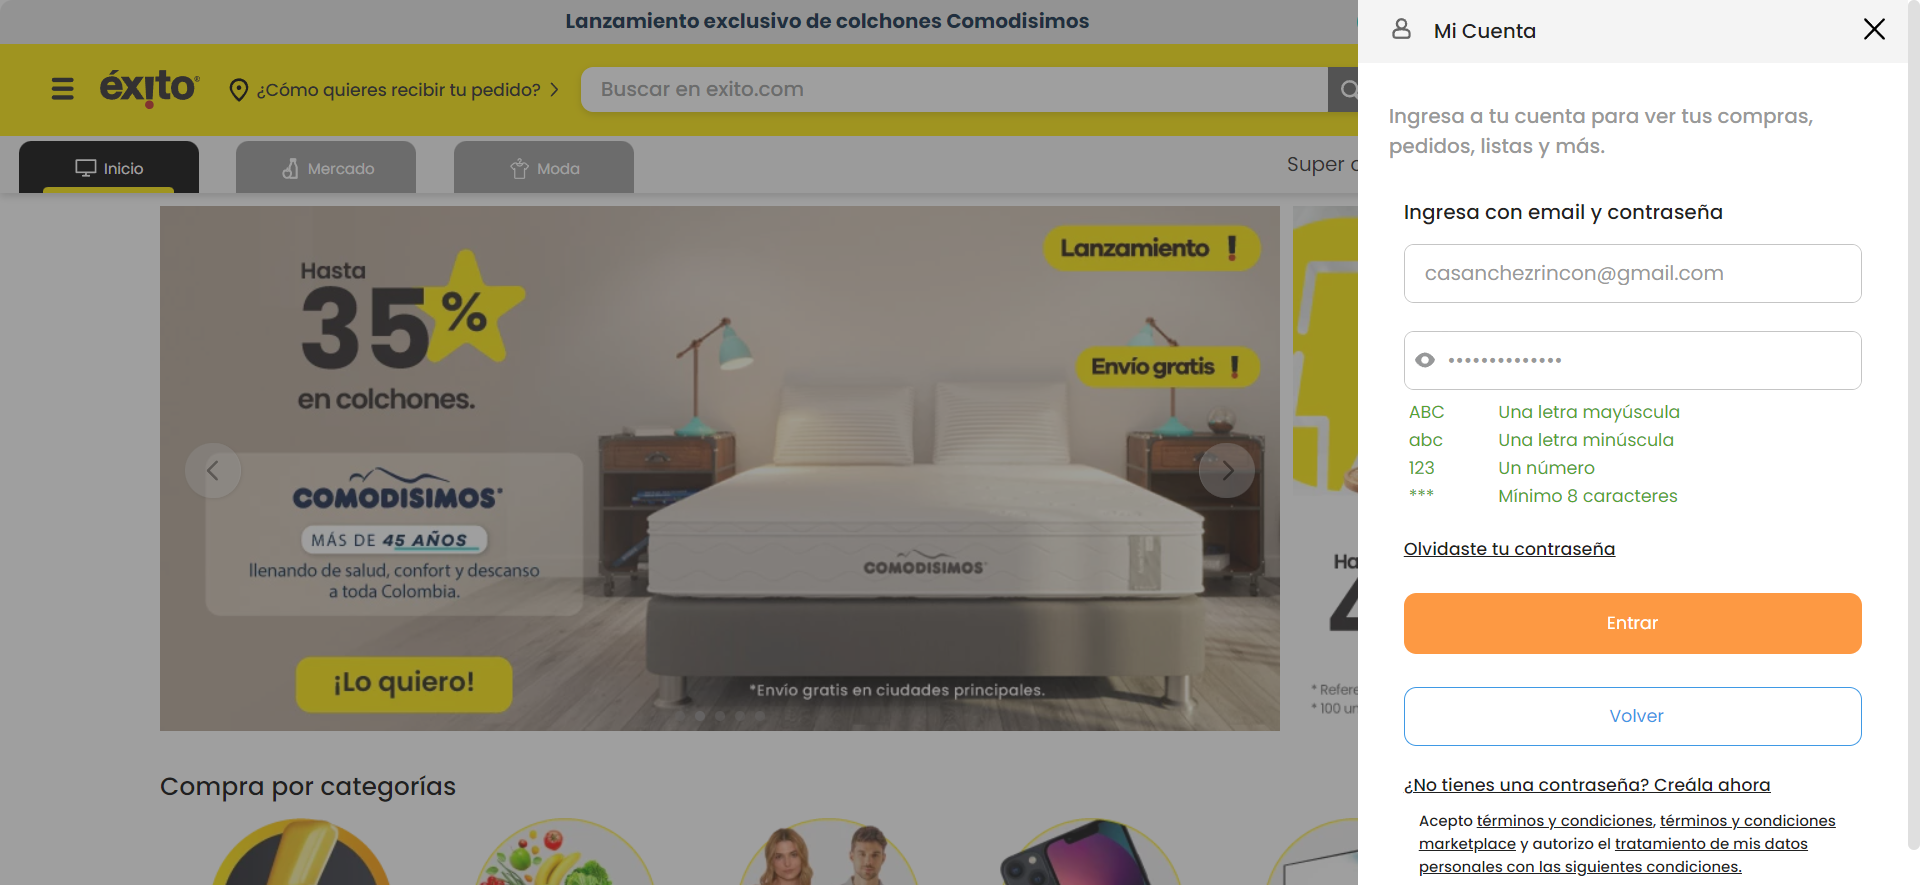 Lanzamiento exclusivo de colchones Comodisimos
éxito
¿Cómo quieres recibir tu pedido?
Buscar en exito.com
Inicio
Mercado
Moda
Super
Hasta
35%
en colchones.
COMODISIMOS
MÁS DE 45 AÑOS
llenando de salud, confort y descanso
a toda Colombia.
¡Lo quiero!
Lanzamiento !
Envío gratis !
COMODISIMOS
*Envío gratis en ciudades principales.
Compra por categorías
Mi Cuenta
Ingresa a tu cuenta para ver tus compras,
pedidos, listas y más.
Ingresa con email y contraseña
casanchezrincon@gmail.com
••••••••••••••
ABC Una letra mayúscula
abc Una letra minúscula
123 Un número
*** Mínimo 8 caracteres
Olvidaste tu contraseña
Entrar
Volver
¿No tienes una contraseña? Creála ahora
Acepto términos y condiciones, términos y condiciones
marketplace y autorizo el tratamiento de mis datos
personales con las siguientes condiciones.